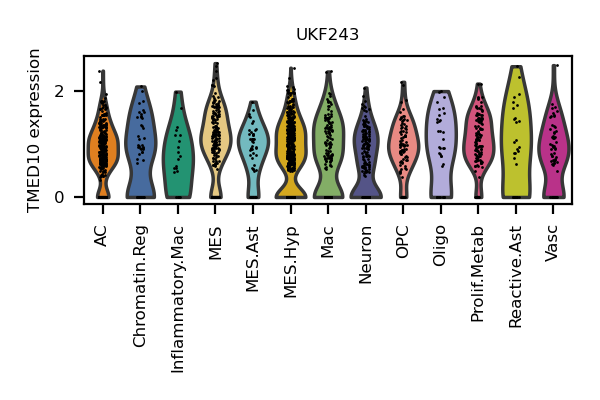 UKF243
TMED10 expression
2
0
AC
Chromatin.Reg
Inflammatory.Mac
MES
MES.Ast
MES.Hyp
Mac
Neuron
OPC
Oligo
Prolif.Metab
Reactive.Ast
Vasc